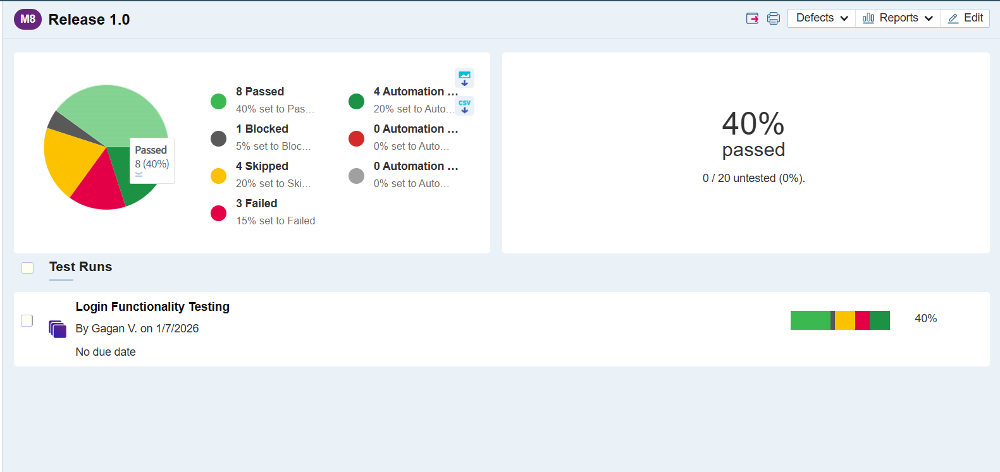 M8 Release 1.0
Defects Reports Edit
8 Passed
40% set to Pas...
1 Blocked
5% set to Bloc...
4 Skipped
20% set to Ski...
3 Failed
15% set to Failed
4 Automation ...
20% set to Auto...
0 Automation ...
0% set to Auto...
0 Automation ...
0% set to Auto...
CSV
Passed
8 (40%)
40%
passed
0 / 20 untested (0%).
Test Runs
Login Functionality Testing
By Gagan V. on 1/7/2026
No due date
40%